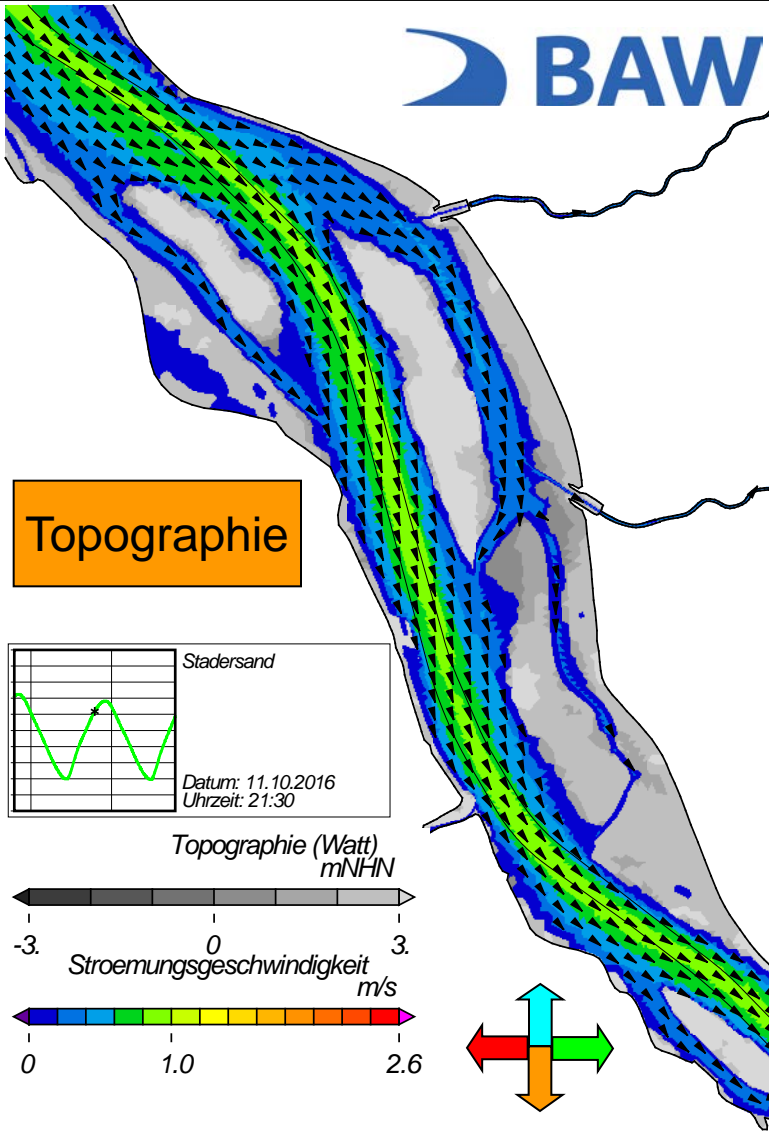 BAW
Topographie
Stadersand
Datum: 11.10.2016
Uhrzeit: 21:30
Topographie (Watt)
mNHN
-3. 0 3.
Stroemungsgeschwindigkeit
m/s
0 1.0 2.6